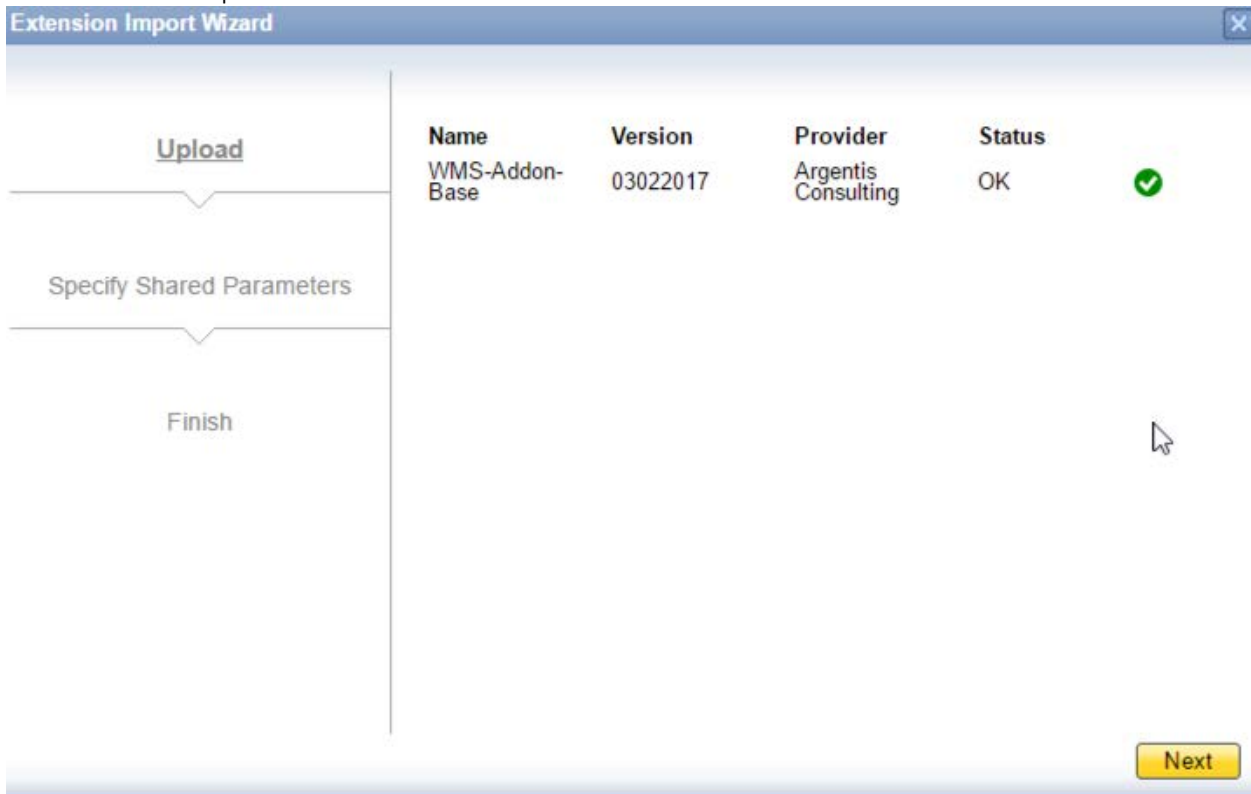 Extension Import Wizard
Upload
Specify Shared Parameters
Finish
Name Version Provider Status
WMS-Addon-
Base 03022017 Argentis
Consulting OK
Next